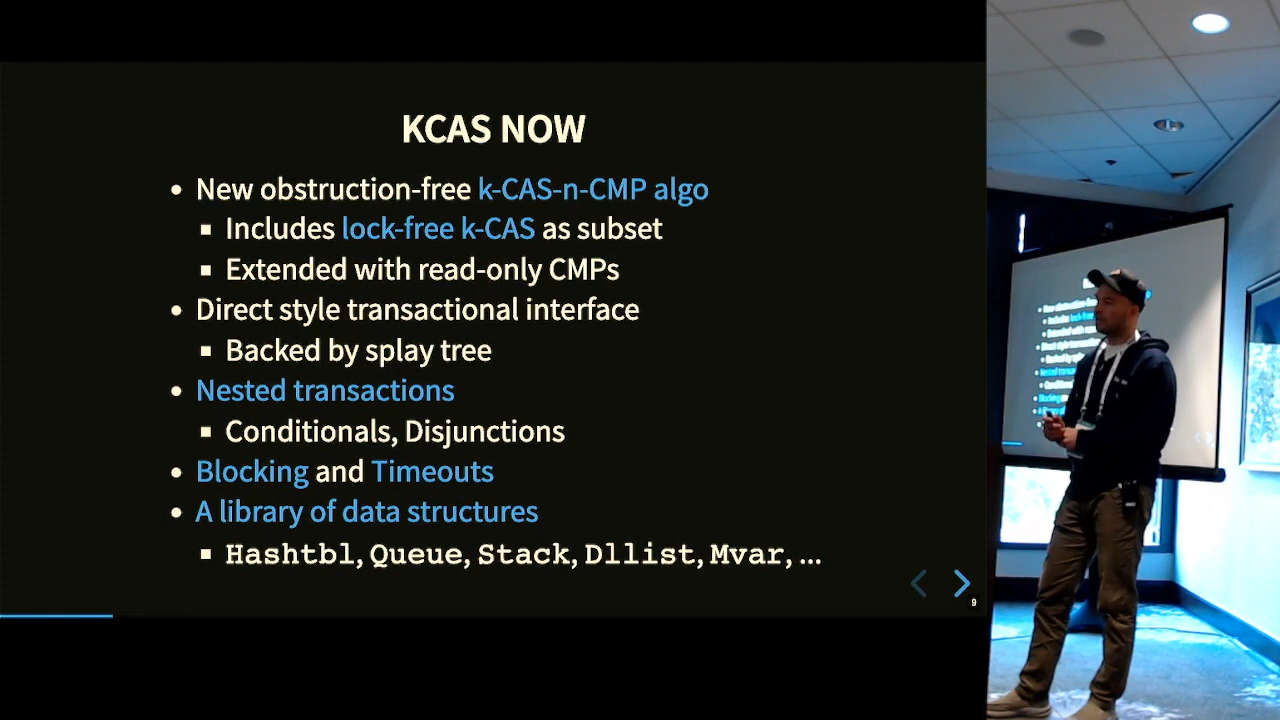 KCAS NOW
New obstruction-free k-CAS-n-CMP algo
Includes lock-free k-CAS as subset
Extended with read-only CMPs
Direct style transactional interface
Backed by splay tree
Nested transactions
Conditionals, Disjunctions
Blocking and Timeouts
A library of data structures
Hashtbl, Queue, Stack, Dllist, Mvar, ...
9